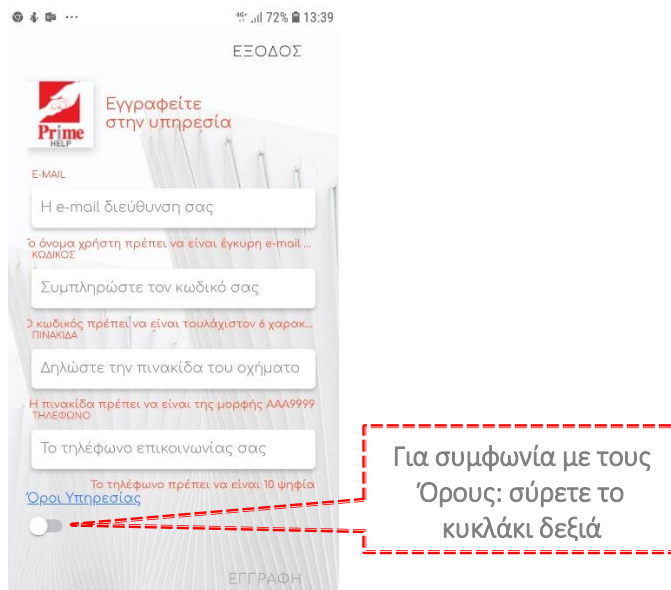 4G+ 72% 13:39
ΕΞΟΔΟΣ
Prime
HELP
Εγγραφείτε
στην υπηρεσία
E-MAIL
Η e-mail διεύθυνση σας
Το όνομα χρήστη πρέπει να είναι έγκυρη e-mail ...
ΚΩΔΙΚΟΣ
Συμπληρώστε τον κωδικό σας
Ο κωδικός πρέπει να είναι τουλάχιστον 6 χαρακ...
ΠΙΝΑΚΙΔΑ
Δηλώστε την πινακίδα του οχήματο
Η πινακίδα πρέπει να είναι της μορφής ΑΑΑ9999
ΤΗΛΕΦΩΝΟ
Το τηλέφωνο επικοινωνίας σας
Το τηλέφωνο πρέπει να είναι 10 ψηφία
Όροι Υπηρεσίας
ΕΓΓΡΑΦΗ
Για συμφωνία με τους
Όρους: σύρετε το
κυκλάκι δεξιά